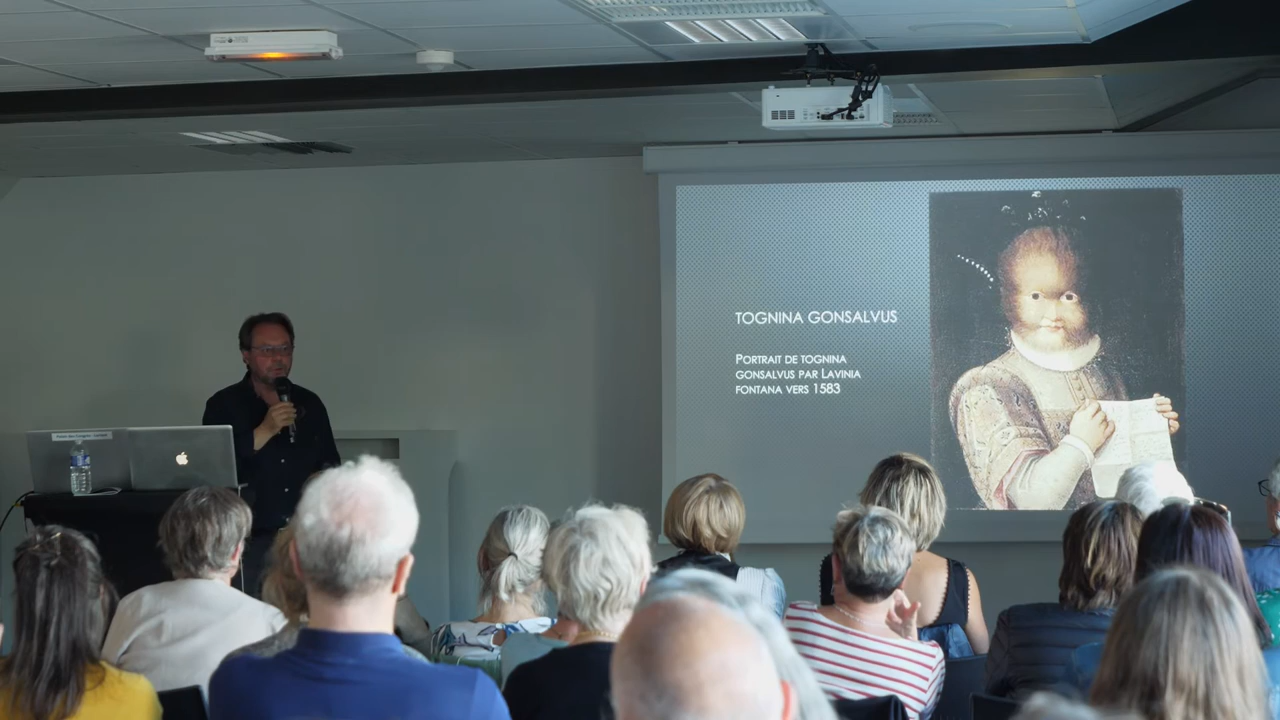 TOGNINA GONSALVUS
PORTRAIT DE TOGNINA
GONSALVUS PAR LAVINIA
FONTANA VERS 1583